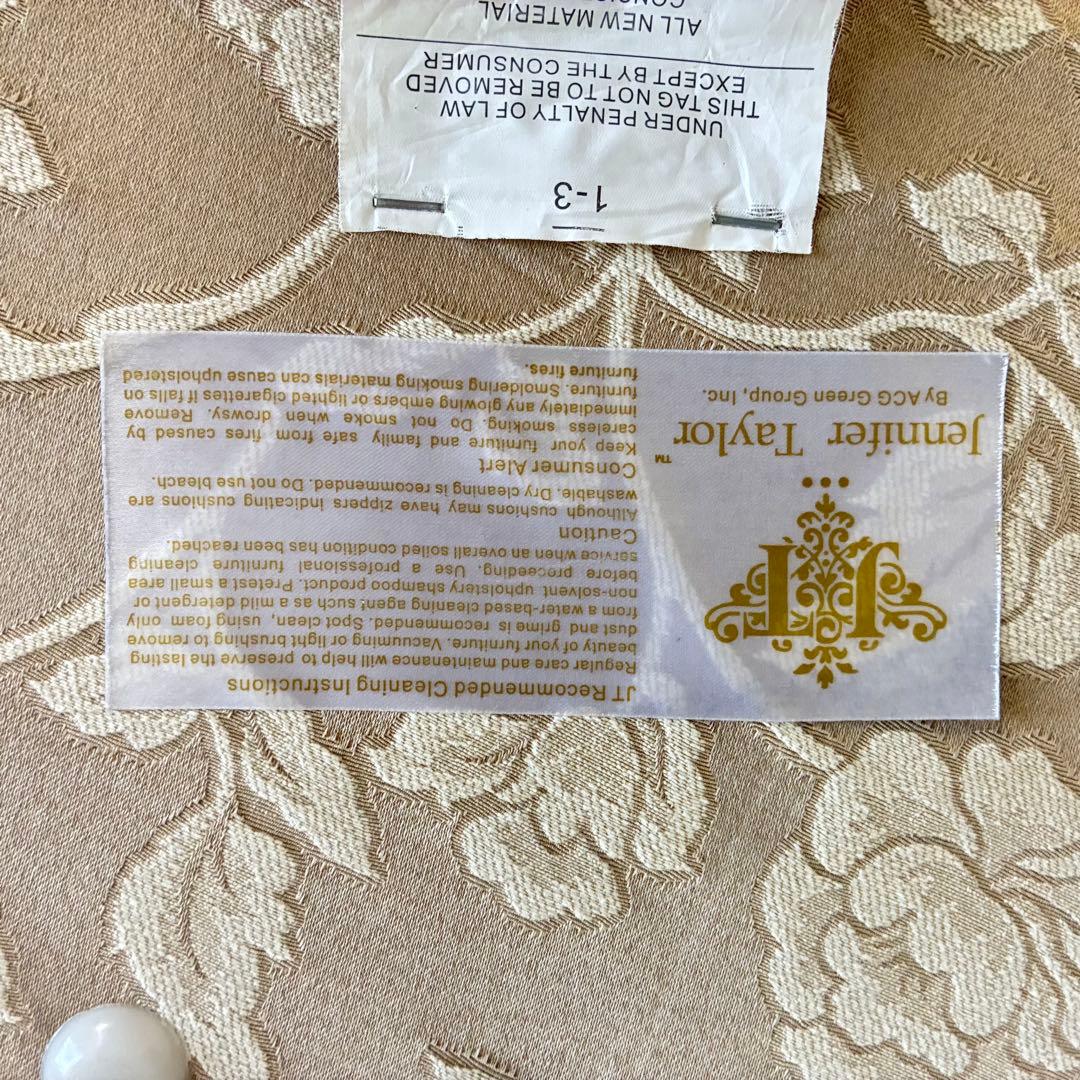 1-3
UNDER PENALTY OF LAW
THIS TAG NOT TO BE REMOVED
EXCEPT BY THE CONSUMER
ALL NEW MATERIAL
JT
Jennifer Taylor™
By ACG Green Group, Inc.
JT Recommended Cleaning Instructions
Regular care and maintenance will help to preserve the lasting
beauty of your furniture. Vacuuming or light brushing to remove
dust and grime is recommended. Spot clean, using foam only
from a water-based cleaning agent such as a mild detergent or
non-solvent upholstery shampoo product. Pretest a small area
before proceeding. Use a professional furniture cleaning
service when an overall soiled condition has been reached.
Caution
Although cushions may have zippers indicating cushions are
washable, Dry cleaning is recommended. Do not use bleach.
Consumer Alert
Keep your furniture and family safe from fires caused by
careless smoking. Do not smoke when drowsy. Remove
immediately any glowing embers or lighted cigarettes if falls on
furniture. Smoldering smoking materials can cause upholstered
furniture fires.